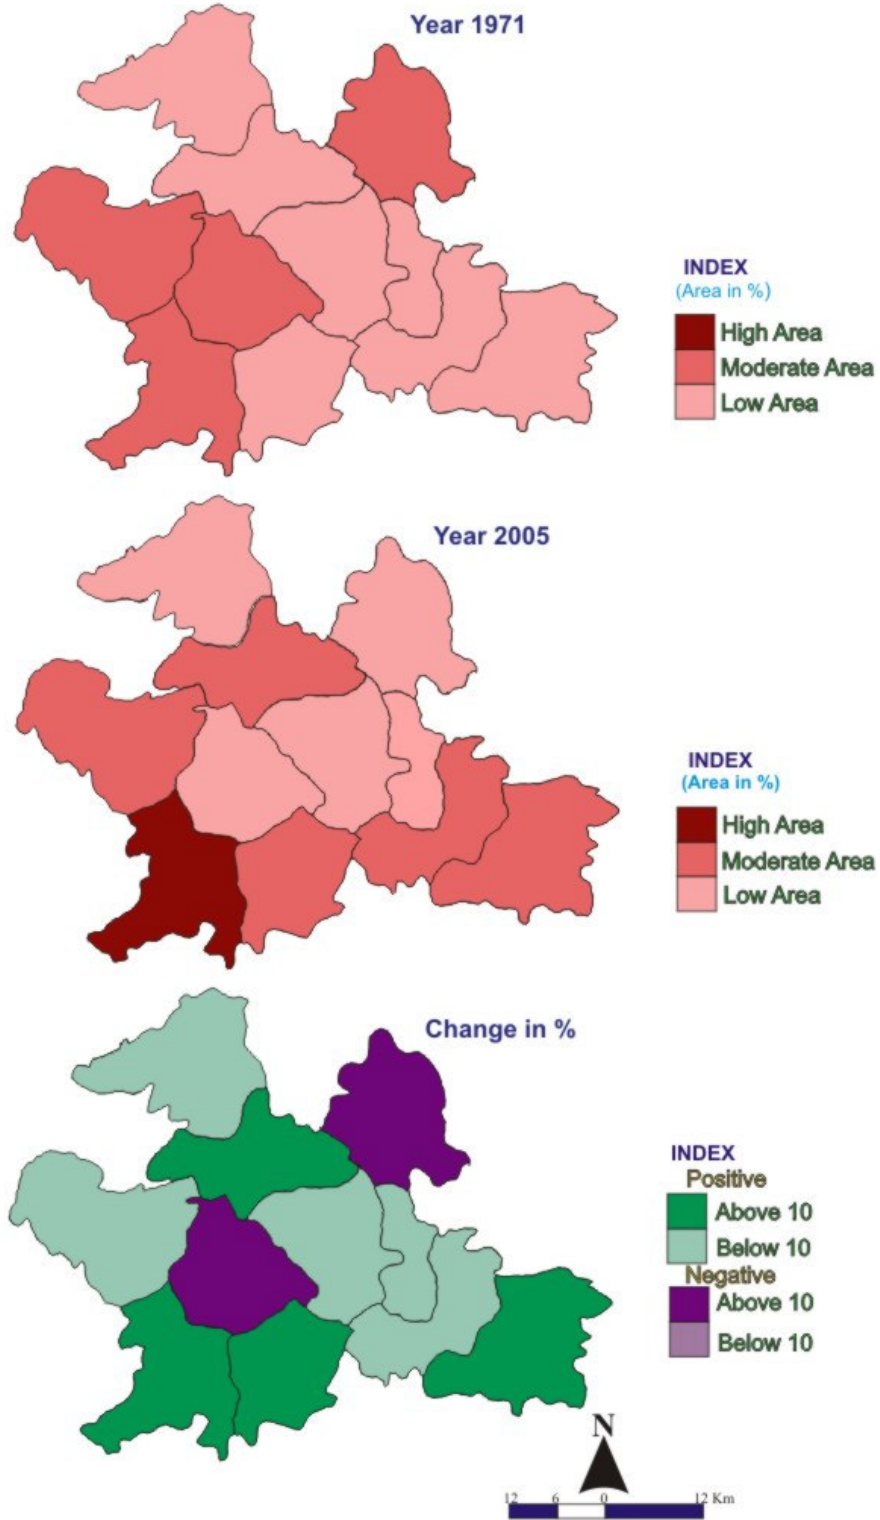 Year 1971
INDEX
(Area in %)
High Area
Moderate Area
Low Area
Year 2005
INDEX
(Area in %)
High Area
Moderate Area
Low Area
Change in %
INDEX
Positive
Above 10
Below 10
Negative
Above 10
Below 10
N
12 6 0 12 Km